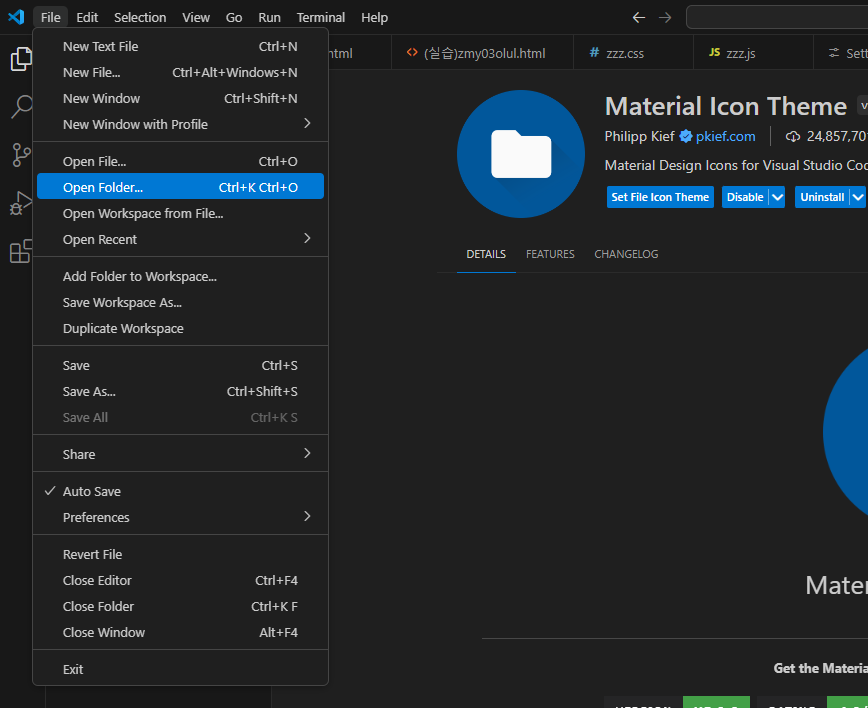 File Edit Selection View Go Run Terminal Help
New Text File Ctrl+N
New File... Ctrl+Alt+Windows+N
New Window Ctrl+Shift+N
New Window with Profile
Open File... Ctrl+O
Open Folder... Ctrl+K Ctrl+O
Open Workspace from File...
Open Recent
Add Folder to Workspace...
Save Workspace As...
Duplicate Workspace
Save Ctrl+S
Save As... Ctrl+Shift+S
Save All Ctrl+K S
Share
Auto Save
Preferences
Revert File
Close Editor Ctrl+F4
Close Folder Ctrl+K F
Close Window Alt+F4
Exit
html <> (실습)zmy03olul.html # zzz.css JS zzz.js Sett
Material Icon Theme v
Philipp Kief pkief.com 24,857,70
Material Design Icons for Visual Studio Cod
Set File Icon Theme Disable Uninstall
DETAILS FEATURES CHANGELOG
Mater
Get the Materia